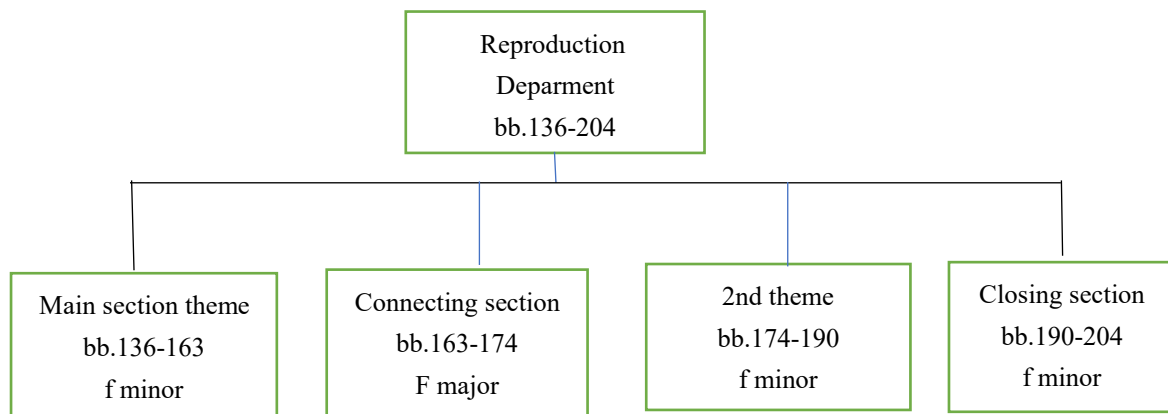 Reproduction
Deparment
bb.136-204
Main section theme
bb.136-163
f minor
Connecting section
bb.163-174
F major
2nd theme
bb.174-190
f minor
Closing section
bb.190-204
f minor